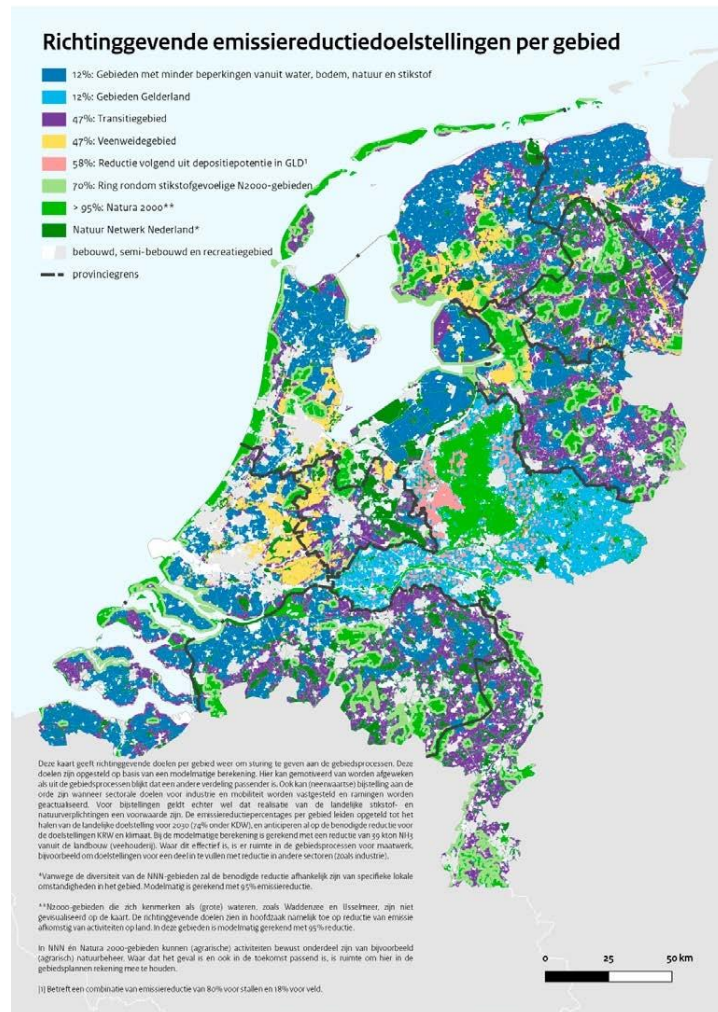 Richtinggevende emissiereductiedoelstellingen per gebied
12%: Gebieden met minder beperkingen vanuit water, bodem, natuur en stikstof
12%: Gebieden Gelderland
47%: Transitiegebied
47%: Veenweidegebied
58%: Reductie volgend uit depositiepotentie in GLD¹
70%: Ring rondom stikstofgevoelige N2000-gebieden
> 95%: Natura 2000**
Natuur Netwerk Nederland*
bebouwd, semi-bebouwd en recreatiegebied
provinciegrens
Deze kaart geeft richtinggevende doelen per gebied weer om sturing te geven aan de gebiedsprocessen. Deze
doelen zijn opgesteld op basis van een modelmatige berekening. Hier kan gemotiveerd van worden afgeweken
als uit de gebiedsprocessen blijkt dat een andere verdeling passender is. Ook kan (neerwaartse) bijstelling aan de
orde zijn wanneer sectorale doelen voor industrie en mobiliteit worden vastgesteld en ramingen worden
geactualiseerd. Voor bijstellingen geldt echter wel dat realisatie van de landelijke stikstof- en
natuurverplichtingen een voorwaarde zijn. De emissiereductiepercentages per gebied leiden opgeteld tot het
halen van de landelijke doelstelling voor 2030 (74% onder KDW), en anticiperen al op de benodigde reductie voor
de doelstellingen KRW en klimaat. Bij de modelmatige berekening is gerekend met een reductie van 39 kton NH3
vanuit de landbouw (veehouderij). Waar dit effectief is, is er ruimte in de gebiedsprocessen voor maatwerk,
bijvoorbeeld om doelstellingen voor een deel in te vullen met reductie in andere sectoren (zoals industrie).
*Vanwege de diversiteit van de NNN-gebieden zal de benodigde reductie afhankelijk zijn van specifieke lokale
omstandigheden in het gebied. Modelmatig is gerekend met 95% emissiereductie.
**N2000-gebieden die zich kenmerken als (grote) wateren, zoals Waddenzee en IJsselmeer, zijn niet
gevisualiseerd op de kaart. De richtinggevende doelen zien in hoofdzaak namelijk toe op reductie van emissie
afkomstig van activiteiten op land. In deze gebieden is modelmatig gerekend met 95% reductie.
In NNN én Natura 2000-gebieden kunnen (agrarische) activiteiten bewust onderdeel zijn van bijvoorbeeld
(agrarisch) natuurbeheer. Waar dat het geval is en ook in de toekomst passend is, is ruimte om hier in de
gebiedsplannen rekening mee te houden.
[1] Betreft een combinatie van emissiereductie van 80% voor stallen en 18% voor veld.
0 25 50 km